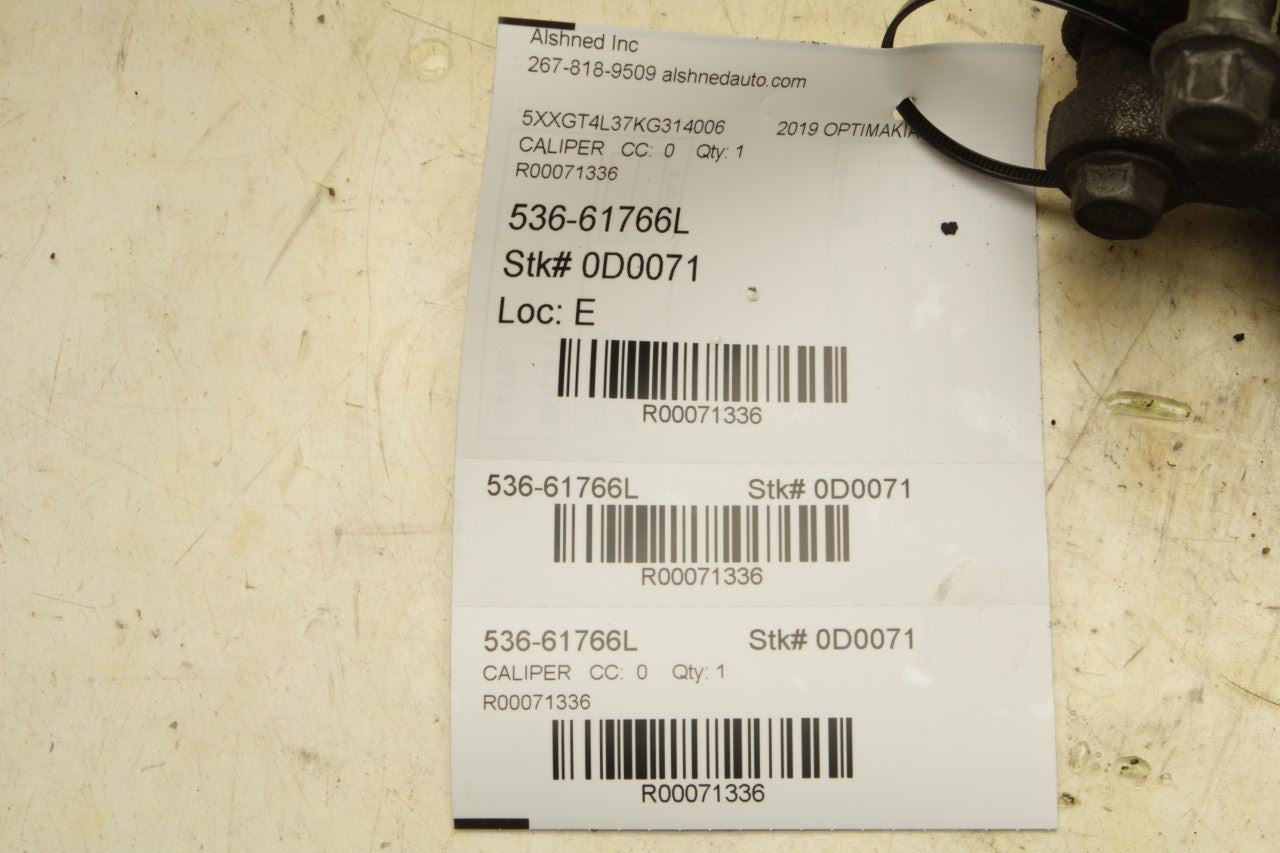 Alshned Inc
267-818-9509 alshnedauto.com
5XXGT4L37KG314006 2019 OPTIMAKIA
CALIPER CC: 0 Qty: 1
R00071336
536-61766L
Stk# 0D0071
Loc: E
R00071336
536-61766L Stk# 0D0071
R00071336
536-61766L Stk# 0D0071
CALIPER CC: 0 Qty: 1
R00071336
R00071336